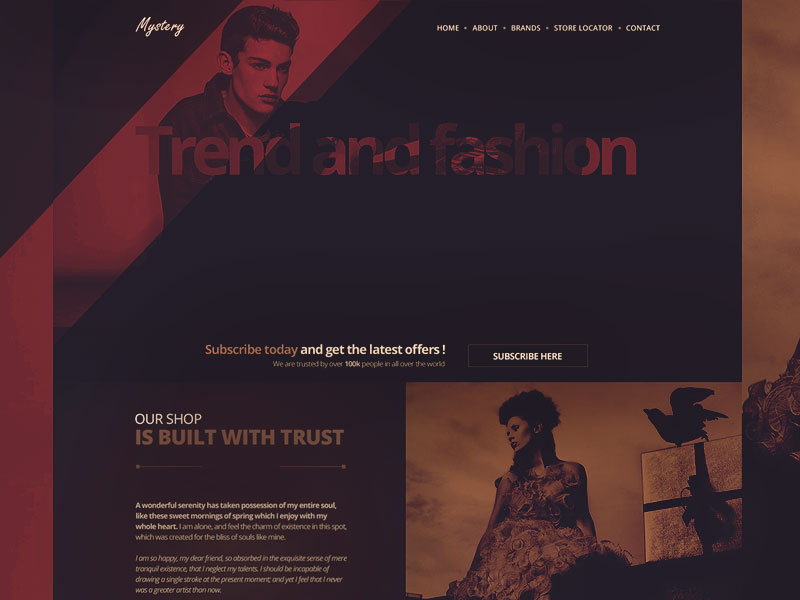 Mystery
HOME • ABOUT • BRANDS • STORE LOCATOR • CONTACT
Trend and fashion
Subscribe today and get the latest offers !
We are trusted by over 100k people in all over the world
SUBSCRIBE HERE
OUR SHOP
IS BUILT WITH TRUST
A wonderful serenity has taken possession of my entire soul,
like these sweet mornings of spring which I enjoy with my
whole heart. I am alone, and feel the charm of existence in this spot,
which was created for the bliss of souls like mine.
I am so happy, my dear friend, so absorbed in the exquisite sense of mere
tranquil existence, that I neglect my talents. I should be incapable of
drawing a single stroke at the present moment; and yet I feel that I never
was a greater artist than now.